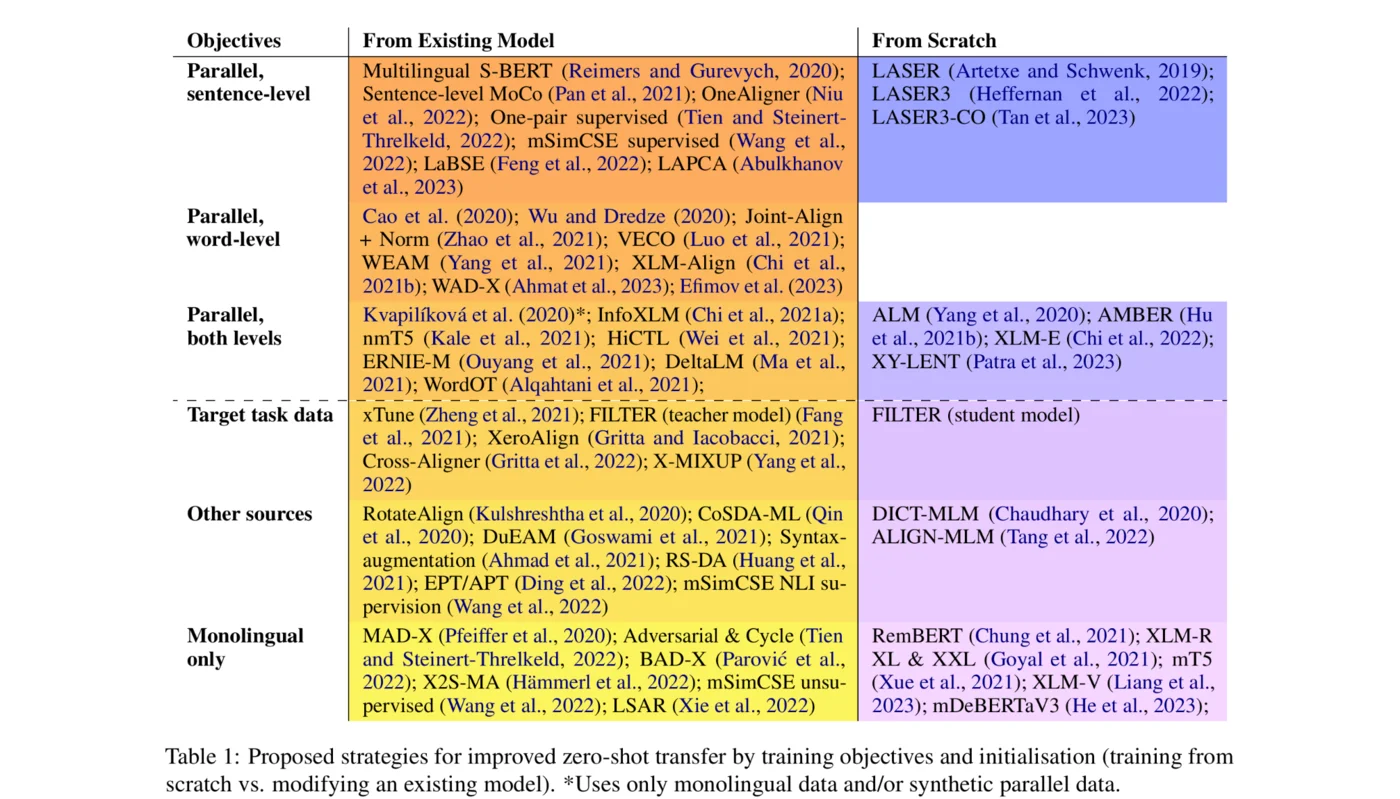 Objectives From Existing Model From Scratch
Parallel, sentence-level
Multilingual S-BERT (Reimers and Gurevych, 2020);
Sentence-level MoCo (Pan et al., 2021); OneAligner (Niu
et al., 2022); One-pair supervised (Tien and Steinert-
Threlkeld, 2022); mSimCSE supervised (Wang et al.,
2022); LaBSE (Feng et al., 2022); LAPCA (Abulkhanov
et al., 2023)
LASER (Artetxe and Schwenk, 2019);
LASER3 (Heffernan et al., 2022);
LASER3-CO (Tan et al., 2023)
Parallel,
word-level
Cao et al. (2020); Wu and Dredze (2020); Joint-Align
+ Norm (Zhao et al., 2021); VECO (Luo et al., 2021);
WEAM (Yang et al., 2021); XLM-Align (Chi et al.,
2021b); WAD-X (Ahmat et al., 2023); Efimov et al. (2023)
Parallel,
both levels
Kvapilíková et al. (2020)*; InfoXLM (Chi et al., 2021a);
nmT5 (Kale et al., 2021); HiCTL (Wei et al., 2021);
ERNIE-M (Ouyang et al., 2021); DeltaLM (Ma et al.,
2021); WordOT (Alqahtani et al., 2021);
ALM (Yang et al., 2020); AMBER (Hu
et al., 2021b); XLM-E (Chi et al., 2022);
XY-LENT (Patra et al., 2023)
Target task data
xTune (Zheng et al., 2021); FILTER (teacher model) (Fang
et al., 2021); XeroAlign (Gritta and Iacobacci, 2021);
Cross-Aligner (Gritta et al., 2022); X-MIXUP (Yang et al.,
2022)
FILTER (student model)
Other sources
RotateAlign (Kulshreshtha et al., 2020); CoSDA-ML (Qin
et al., 2020); DuEAM (Goswami et al., 2021); Syntax-
augmentation (Ahmad et al., 2021); RS-DA (Huang et al.,
2021); EPT/APT (Ding et al., 2022); mSimCSE NLI su-
pervision (Wang et al., 2022)
DICT-MLM (Chaudhary et al., 2020);
ALIGN-MLM (Tang et al., 2022)
Monolingual
only
MAD-X (Pfeiffer et al., 2020); Adversarial & Cycle (Tien
and Steinert-Threlkeld, 2022); BAD-X (Parović et al.,
2022); X2S-MA (Hämmerl et al., 2022); mSimCSE unsu-
pervised (Wang et al., 2022); LSAR (Xie et al., 2022)
RemBERT (Chung et al., 2021); XLM-R
XL & XXL (Goyal et al., 2021); mT5
(Xue et al., 2021); XLM-V (Liang et al.,
2023); mDeBERTaV3 (He et al., 2023);
Table 1: Proposed strategies for improved zero-shot transfer by training objectives and initialisation (training from
scratch vs. modifying an existing model). *Uses only monolingual data and/or synthetic parallel data.